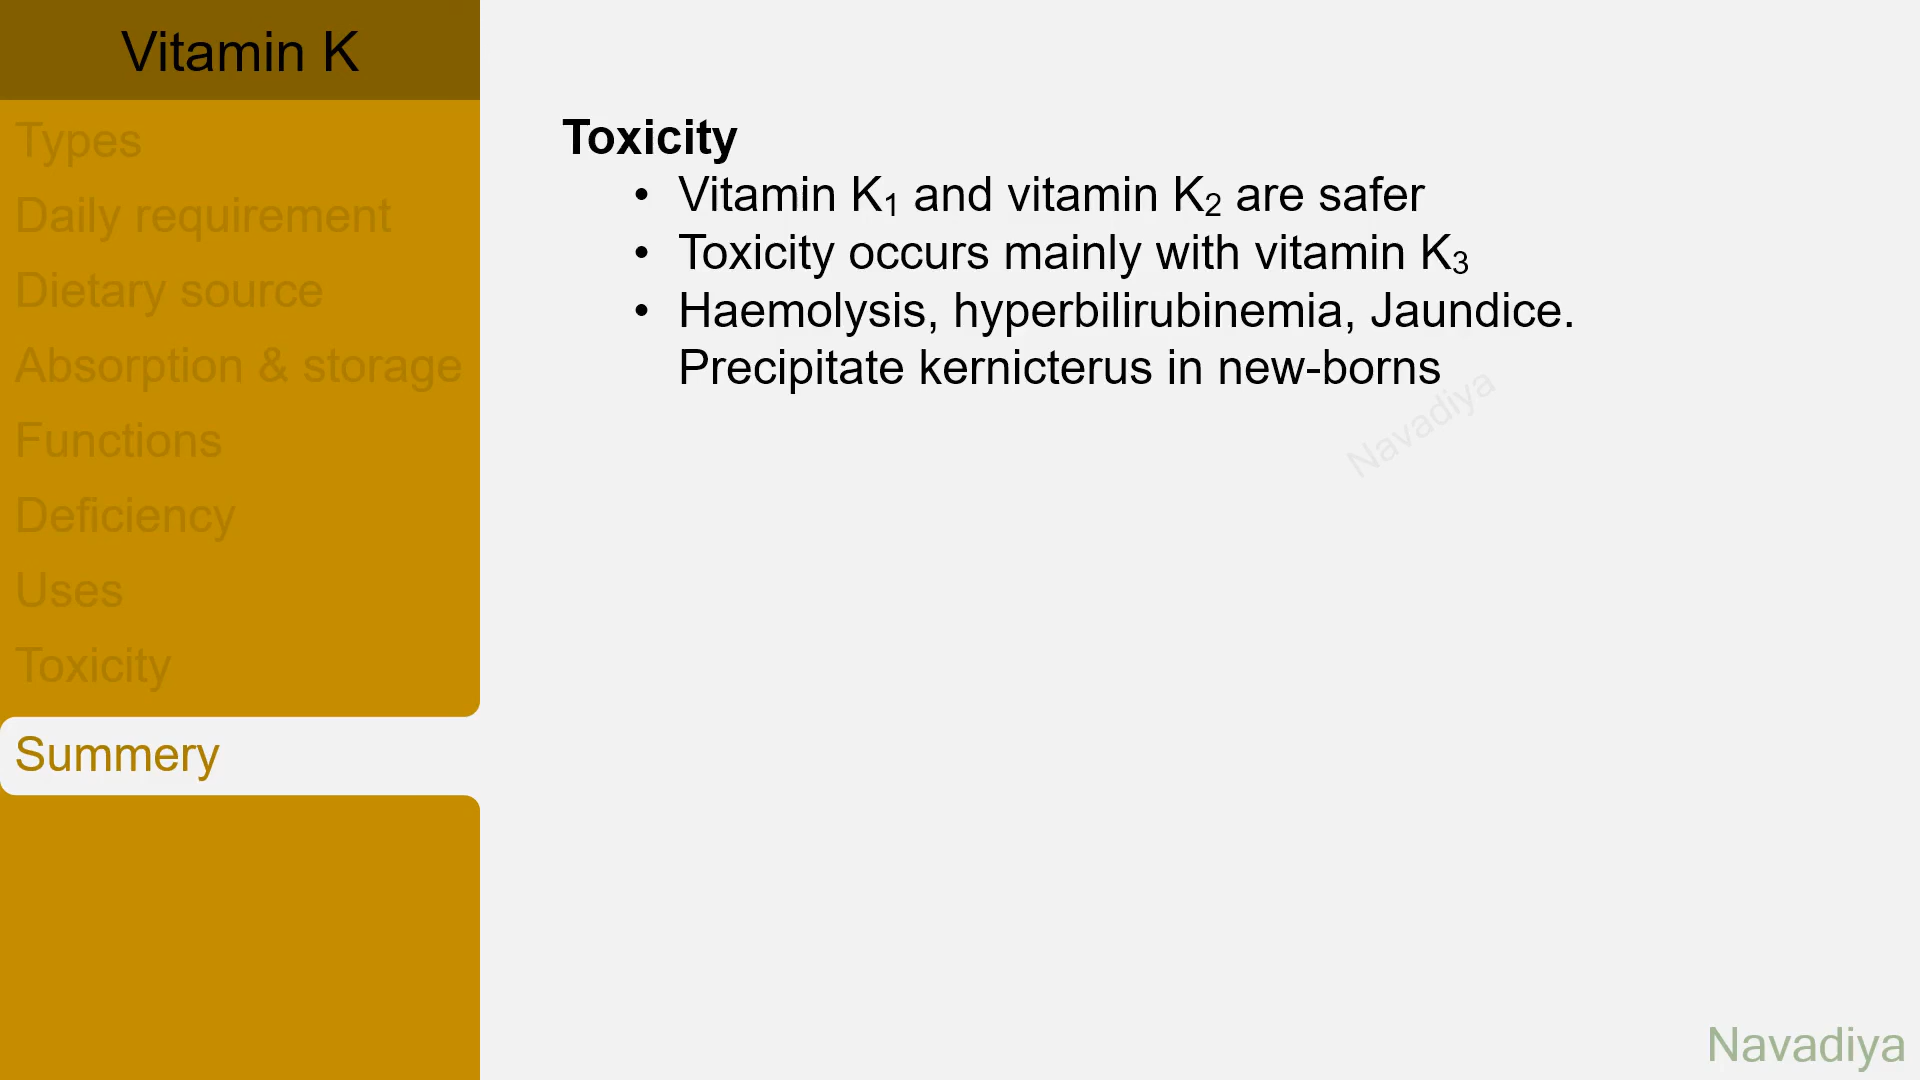 Vitamin K
Types
Daily requirement
Dietary source
Absorption & storage
Functions
Deficiency
Uses
Toxicity
Summery
Toxicity
• Vitamin K₁ and vitamin K₂ are safer
• Toxicity occurs mainly with vitamin K₃
• Haemolysis, hyperbilirubinemia, Jaundice.
Precipitate kernicterus in new-borns
Navadiya
Navadiya